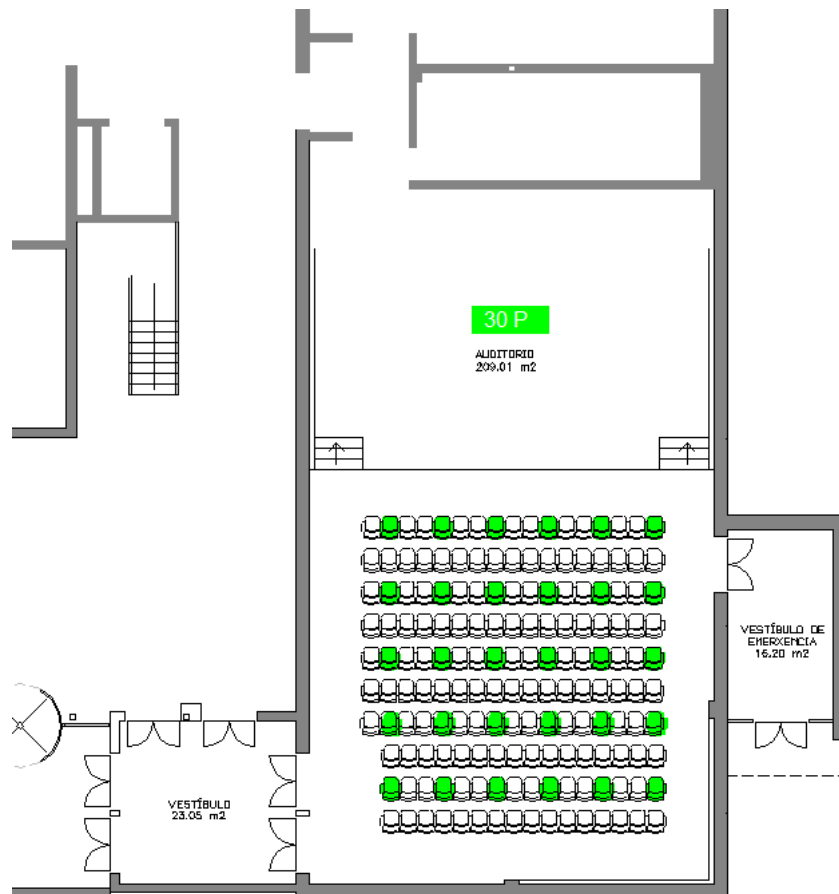 30 P
AUDITORIO
209.01 m2
VESTÍBULO DE
EMERXENCIA
16.20 m2
VESTÍBULO
23.05 m2